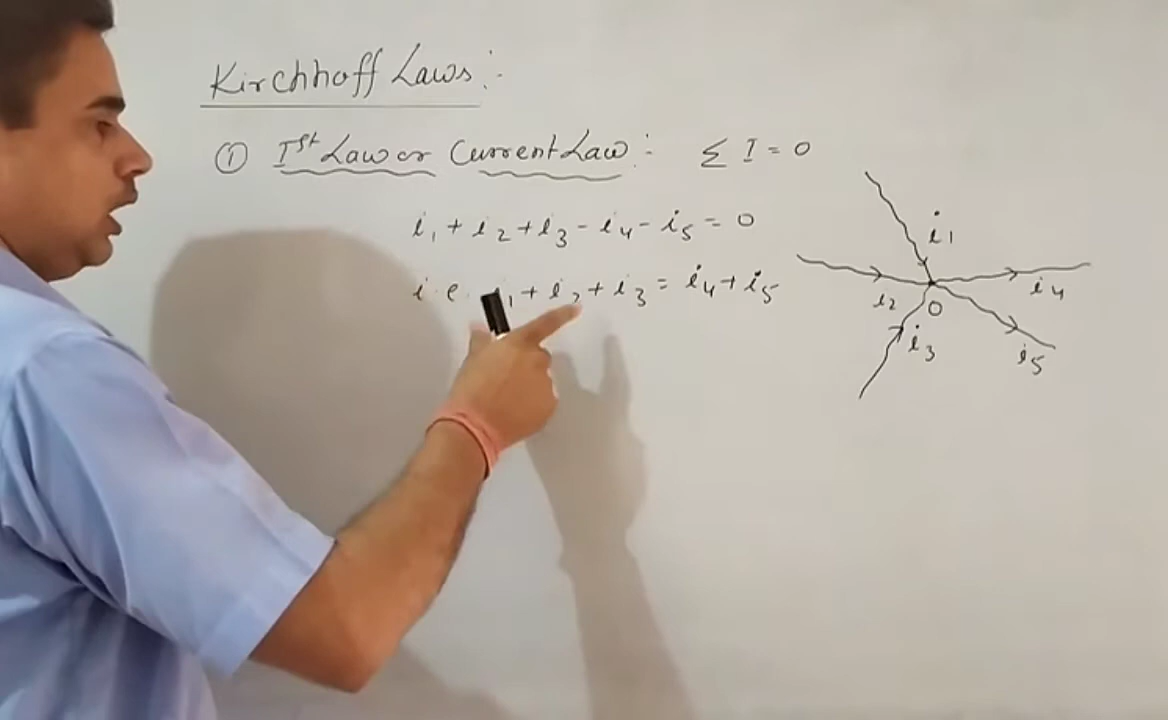 Kirchhoff Laws :-
① Iˢᵗ Law or Current Law :- Σ I = 0
i₁ + i₂ + i₃ - i₄ - i₅ = 0
i.e. i₁ + i₂ + i₃ = i₄ + i₅
i₁
i₂
i₃
i₄
i₅
O